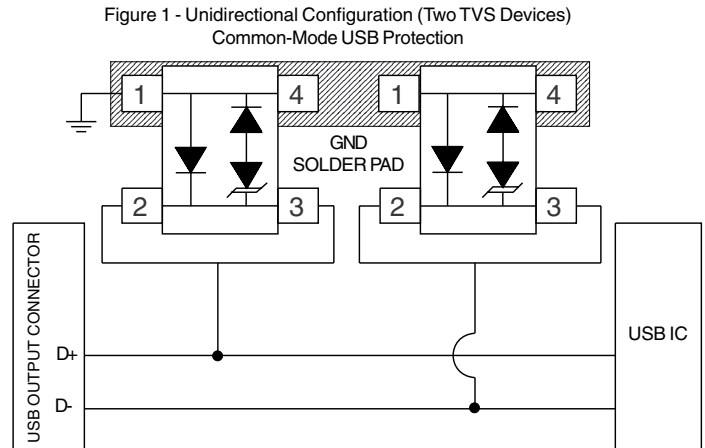 Figure 1 - Unidirectional Configuration (Two TVS Devices)
Common-Mode USB Protection
1
4
1
4
GND
SOLDER PAD
2
3
2
3
USB OUTPUT CONNECTOR
USB IC
D+
D-